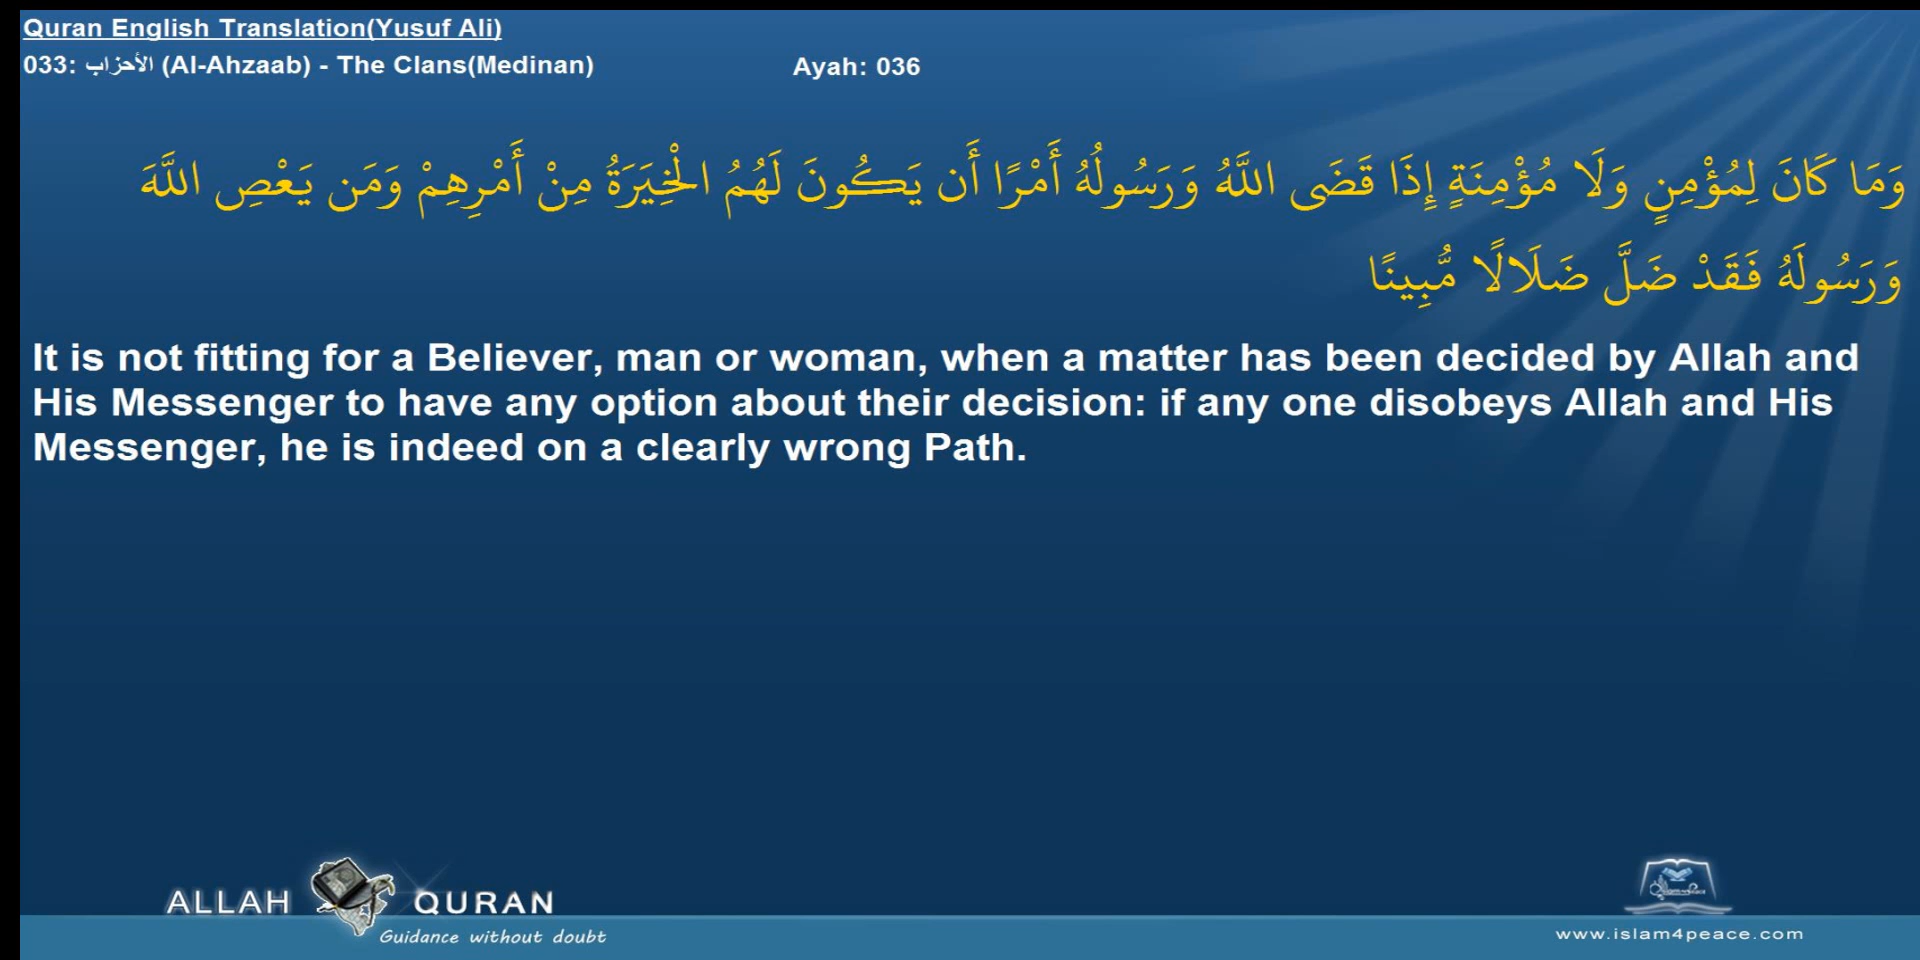 Quran English Translation(Yusuf Ali)
033: الأحزاب (Al-Ahzaab) - The Clans(Medinan) Ayah: 036
وَمَا كَانَ لِمُؤْمِنٍ وَلَا مُؤْمِنَةٍ إِذَا قَضَى اللَّهُ وَرَسُولُهُ أَمْرًا أَن يَكُونَ لَهُمُ الْخِيَرَةُ مِنْ أَمْرِهِمْ وَمَن يَعْصِ اللَّهَ
وَرَسُولَهُ فَقَدْ ضَلَّ ضَلَالًا مُّبِينًا
It is not fitting for a Believer, man or woman, when a matter has been decided by Allah and
His Messenger to have any option about their decision: if any one disobeys Allah and His
Messenger, he is indeed on a clearly wrong Path.
ALLAH QURAN
Guidance without doubt
www.islam4peace.com